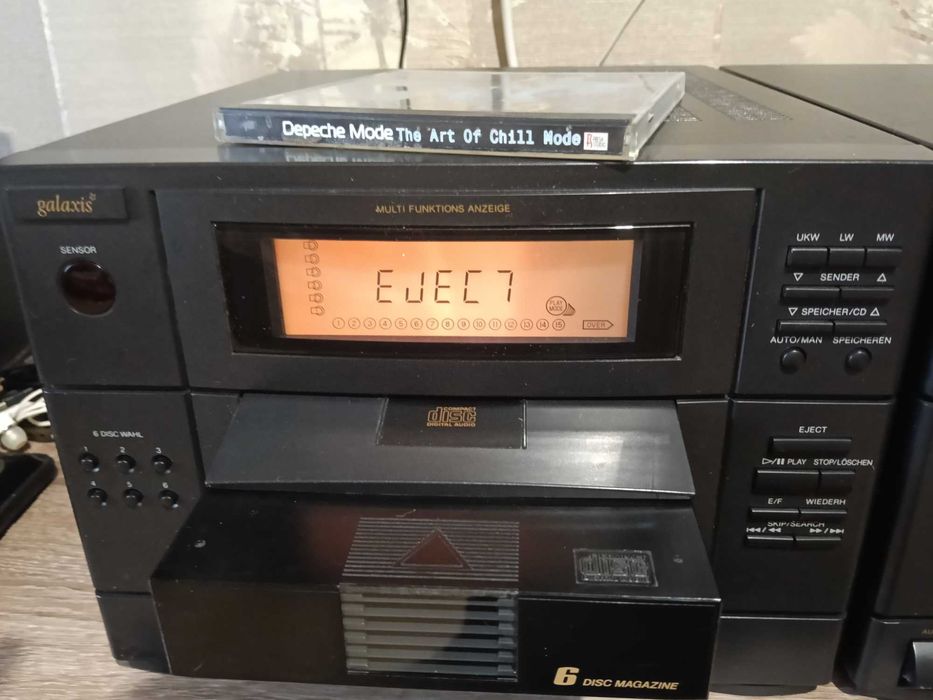 Depeche Mode The Art Of Chill Mode
galaxis
MULTI FUNKTIONS ANZEIGE
SENSOR
EJECT
PLAY MODE
1 2 3 4 5 6 7 8 9 10 11 12 13 14 15
OVER
UKW LW MW
▽ SENDER △
▽ SPEICHER/CD △
AUTO/MAN SPEICHEREN
6 DISC WAHL
1 2 3
4 5 6
COMPACT
disc
DIGITAL AUDIO
EJECT
▷/▮▮ PLAY STOP/LÖSCHEN
E/F WIEDERH
SKIP/SEARCH
⏮/◀◀ ▶▶/⏭
disc
6 DISC MAGAZINE